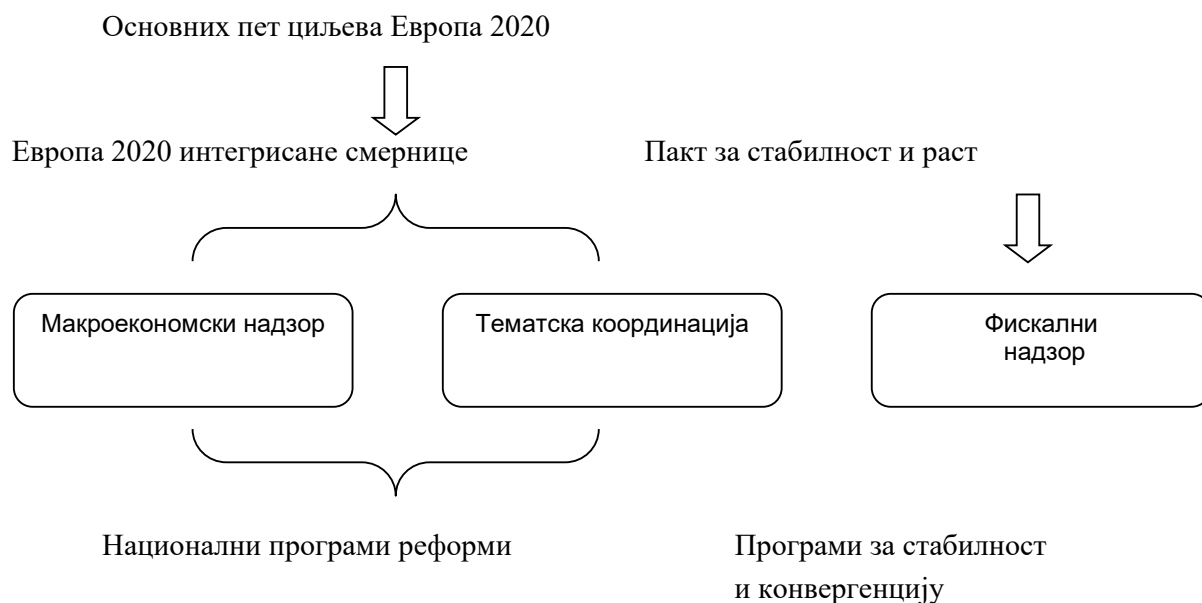 Основних пет циљева Европа 2020
Европа 2020 интегрисане смернице
Пакт за стабилност и раст
Макроекономски надзор
Тематска координација
Фискални
надзор
Национални програми реформи
Програми за стабилност
и конвергенцију